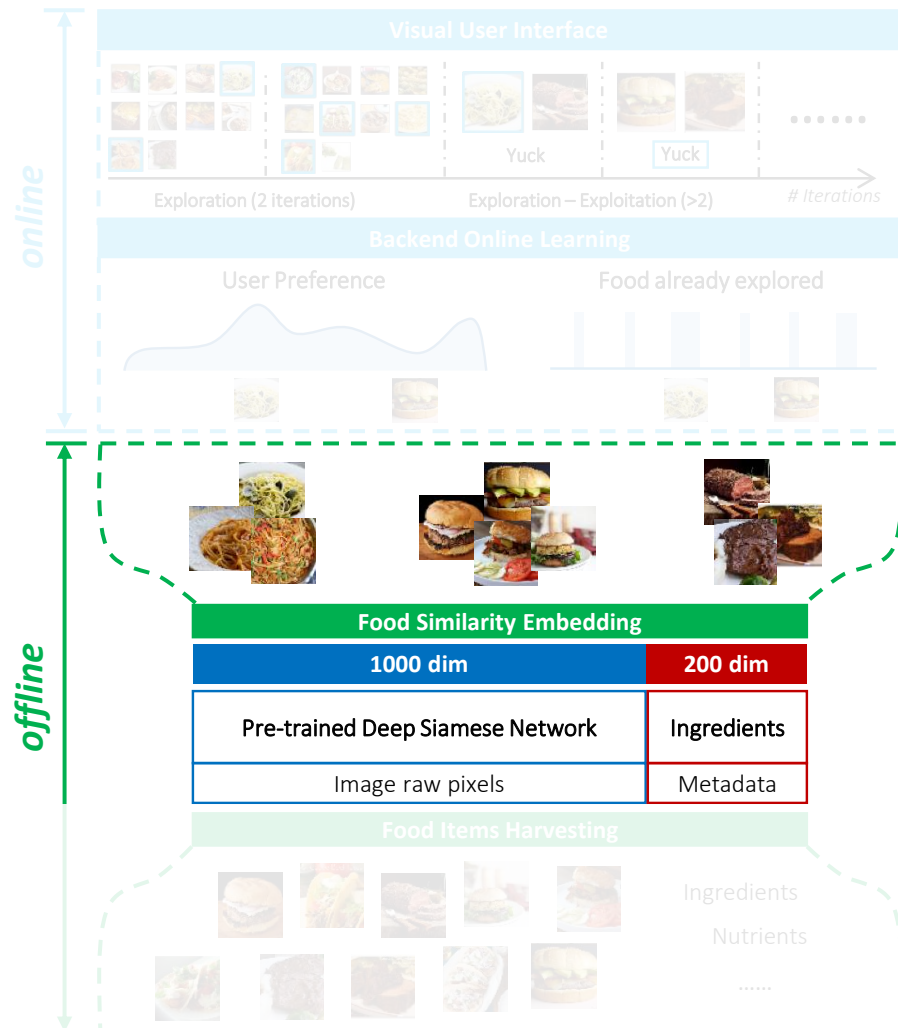 Visual User Interface
Yuck
Yuck
......
Exploration (2 iterations)
Exploration – Exploitation (>2)
# Iterations
online
Backend Online Learning
User Preference
Food already explored
offline
Food Similarity Embedding
1000 dim
200 dim
Pre-trained Deep Siamese Network
Ingredients
Image raw pixels
Metadata
Food Items Harvesting
Ingredients
Nutrients
......